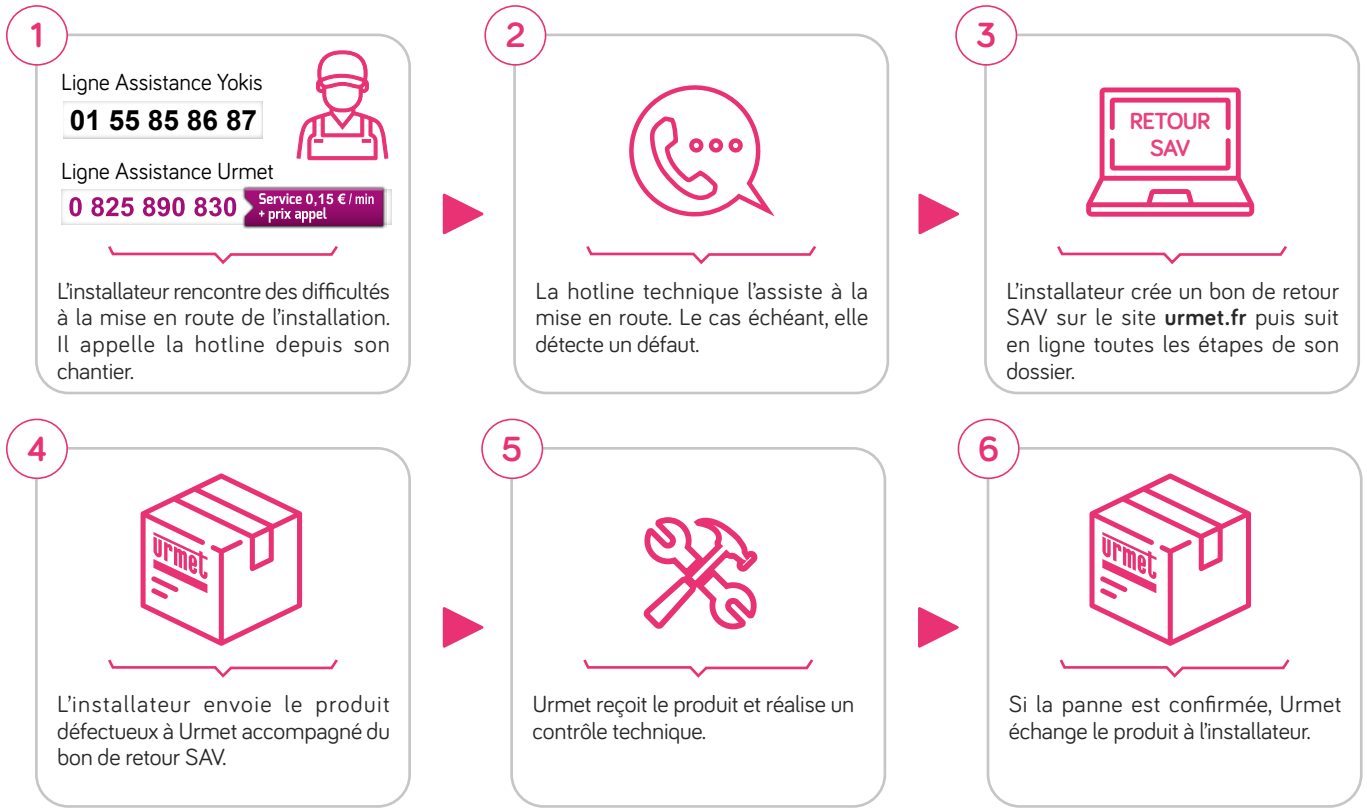 1
Ligne Assistance Yokis
01 55 85 86 87
Ligne Assistance Urmet
0 825 890 830
Service 0,15 € / min
+ prix appel
L'installateur rencontre des difficultés
à la mise en route de l'installation.
Il appelle la hotline depuis son
chantier.
2
La hotline technique l'assiste à la
mise en route. Le cas échéant, elle
détecte un défaut.
3
RETOUR
SAV
L'installateur crée un bon de retour
SAV sur le site urmet.fr puis suit
en ligne toutes les étapes de son
dossier.
4
urmet
L'installateur envoie le produit
défectueux à Urmet accompagné du
bon de retour SAV.
5
Urmet reçoit le produit et réalise un
contrôle technique.
6
urmet
Si la panne est confirmée, Urmet
échange le produit à l'installateur.